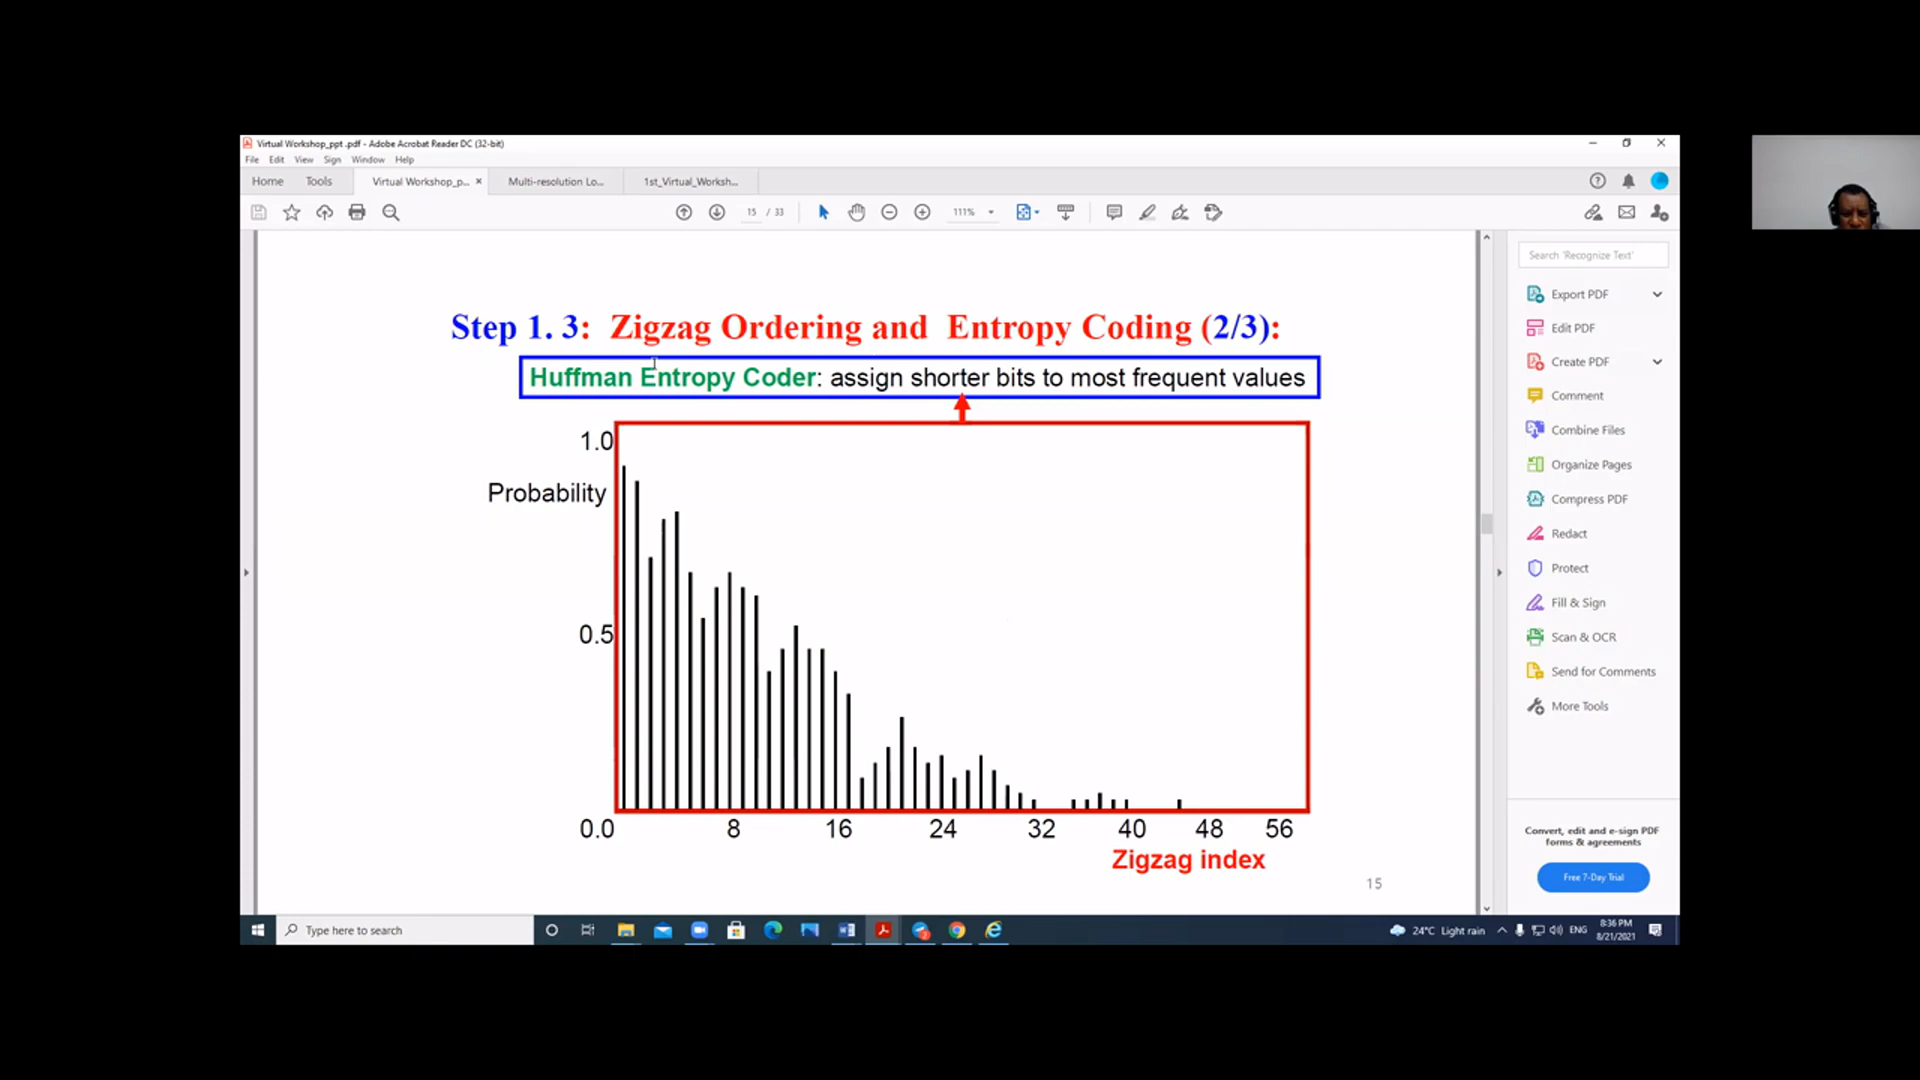 Virtual Workshop_ppt .pdf - Adobe Acrobat Reader DC (32-bit)
File Edit View Sign Window Help
Home Tools Virtual Workshop_p... × Multi-resolution Lo... 1st_Virtual_Worksh...
15 / 33 111%
Search 'Recognize Text'
Export PDF
Edit PDF
Create PDF
Comment
Combine Files
Organize Pages
Compress PDF
Redact
Protect
Fill & Sign
Scan & OCR
Send for Comments
More Tools
Convert, edit and e-sign PDF
forms & agreements
Free 7-Day Trial
Step 1. 3: Zigzag Ordering and Entropy Coding (2/3):
Huffman Entropy Coder: assign shorter bits to most frequent values
1.0
Probability
0.5
0.0 8 16 24 32 40 48 56
Zigzag index
15
Type here to search
24°C Light rain ENG 8:36 PM
8/21/2021